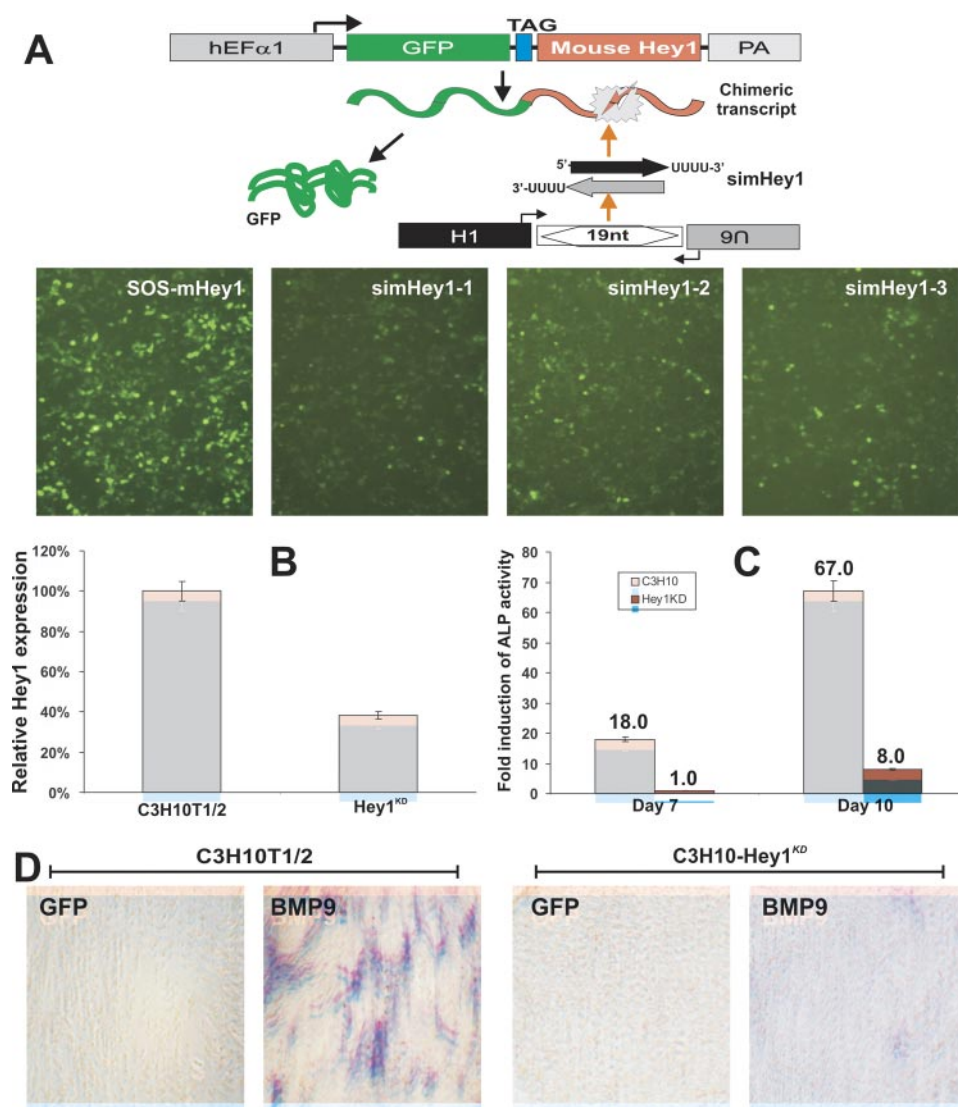 A
TAG
hEFα1
GFP
Mouse Hey1
PA
Chimeric
transcript
5'-
UUUU-3'
simHey1
3'-UUUU
GFP
H1
19nt
U6
SOS-mHey1
simHey1-1
simHey1-2
simHey1-3
B
Relative Hey1 expression
120%
100%
80%
60%
40%
20%
0%
C3H10T1/2
Hey1KD
C
Fold induction of ALP activity
80
70
60
50
40
30
20
10
0
C3H10
Hey1KD
18.0
1.0
67.0
8.0
Day 7
Day 10
D
C3H10T1/2
C3H10-Hey1KD
GFP
BMP9
GFP
BMP9